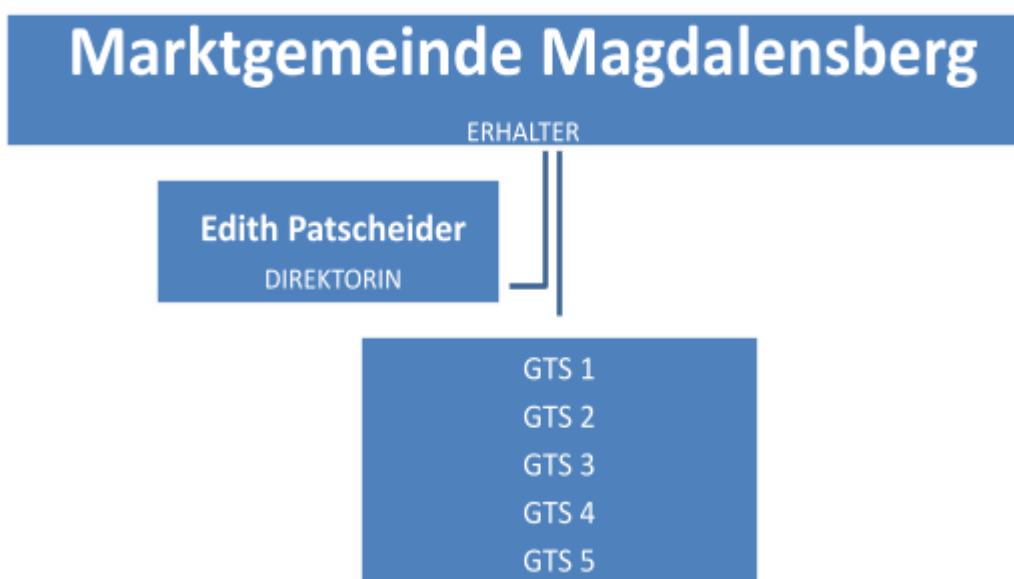 Marktgemeinde Magdalensberg
ERHALTER
Edith Patscheider
DIREKTORIN
GTS 1
GTS 2
GTS 3
GTS 4
GTS 5